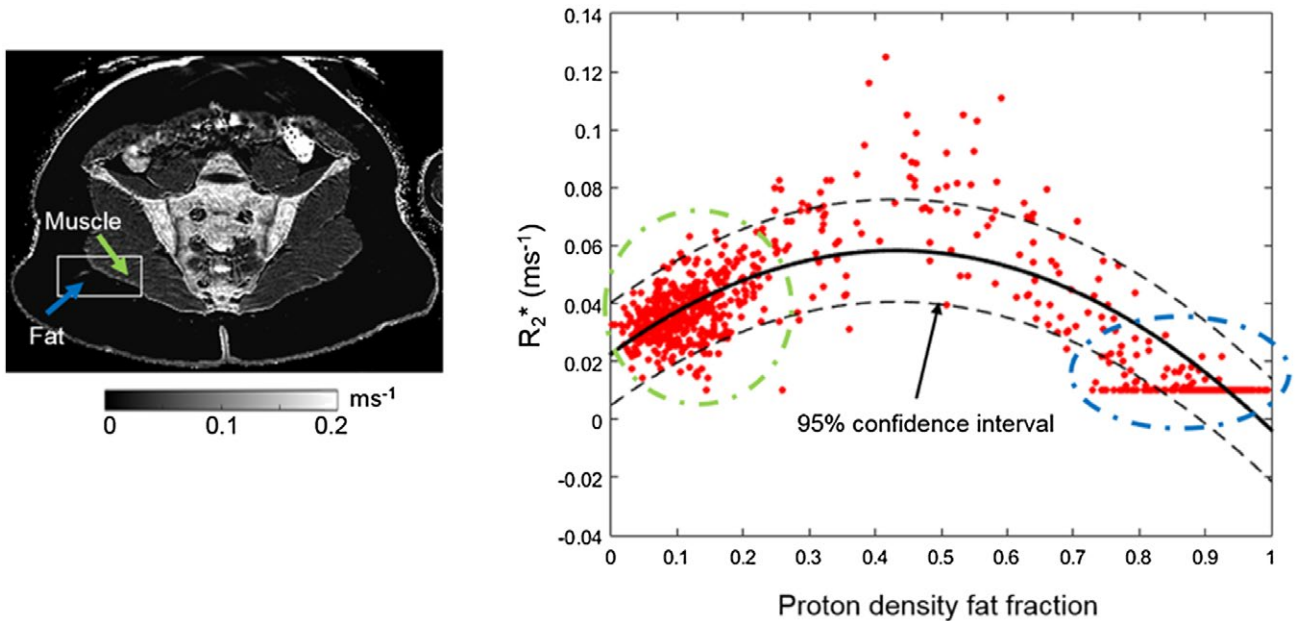 Muscle
Fat
ms-1
0 0.1 0.2
R2* (ms-1)
0.14
0.12
0.1
0.08
0.06
0.04
0.02
0
-0.02
-0.04
95% confidence interval
0 0.1 0.2 0.3 0.4 0.5 0.6 0.7 0.8 0.9 1
Proton density fat fraction